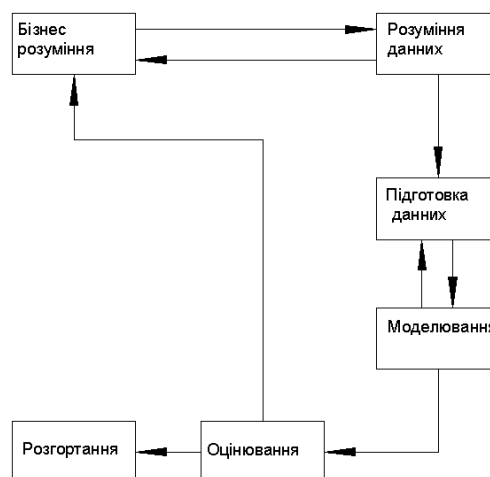 Бізнес
розуміння
Розуміння
данних
Підготовка
данних
Моделювання
Розгортання
Оцінювання